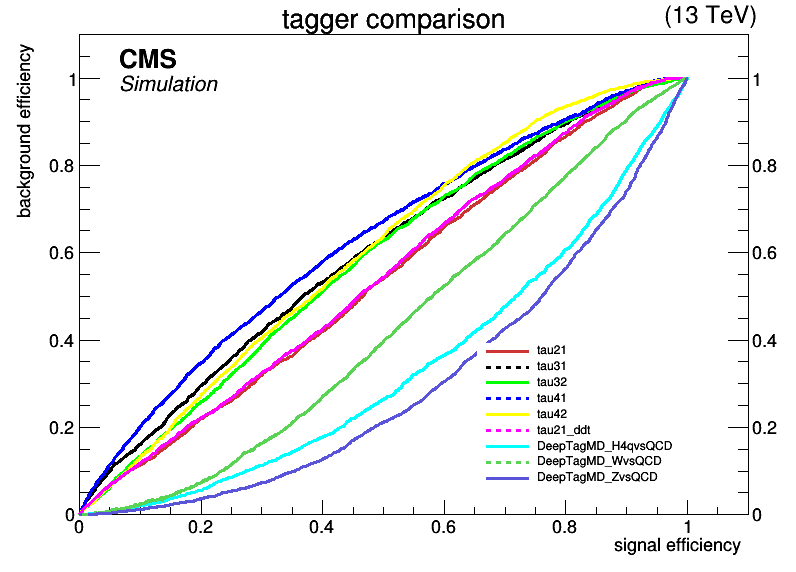 tagger comparison
(13 TeV)
CMS
Simulation
background efficiency
1
0.8
0.6
0.4
0.2
0
1
0.8
0.6
0.4
0.2
0
tau21
tau31
tau32
tau41
tau42
tau21_ddt
DeepTagMD_H4qvsQCD
DeepTagMD_WvsQCD
DeepTagMD_ZvsQCD
0 0.2 0.4 0.6 0.8 1
signal efficiency